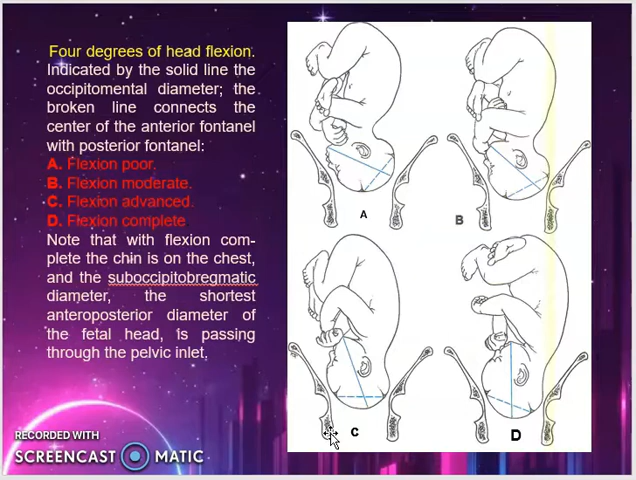 Four degrees of head flexion.
Indicated by the solid line the
occipitomental diameter; the
broken line connects the
center of the anterior fontanel
with posterior fontanel:
A. Flexion poor.
B. Flexion moderate.
C. Flexion advanced.
D. Flexion complete
Note that with flexion com-
plete the chin is on the chest,
and the suboccipitobregmatic
diameter, the shortest
anteroposterior diameter of
the fetal head, is passing
through the pelvic inlet.
A
B
C
D
RECORDED WITH
SCREENCAST MATIC